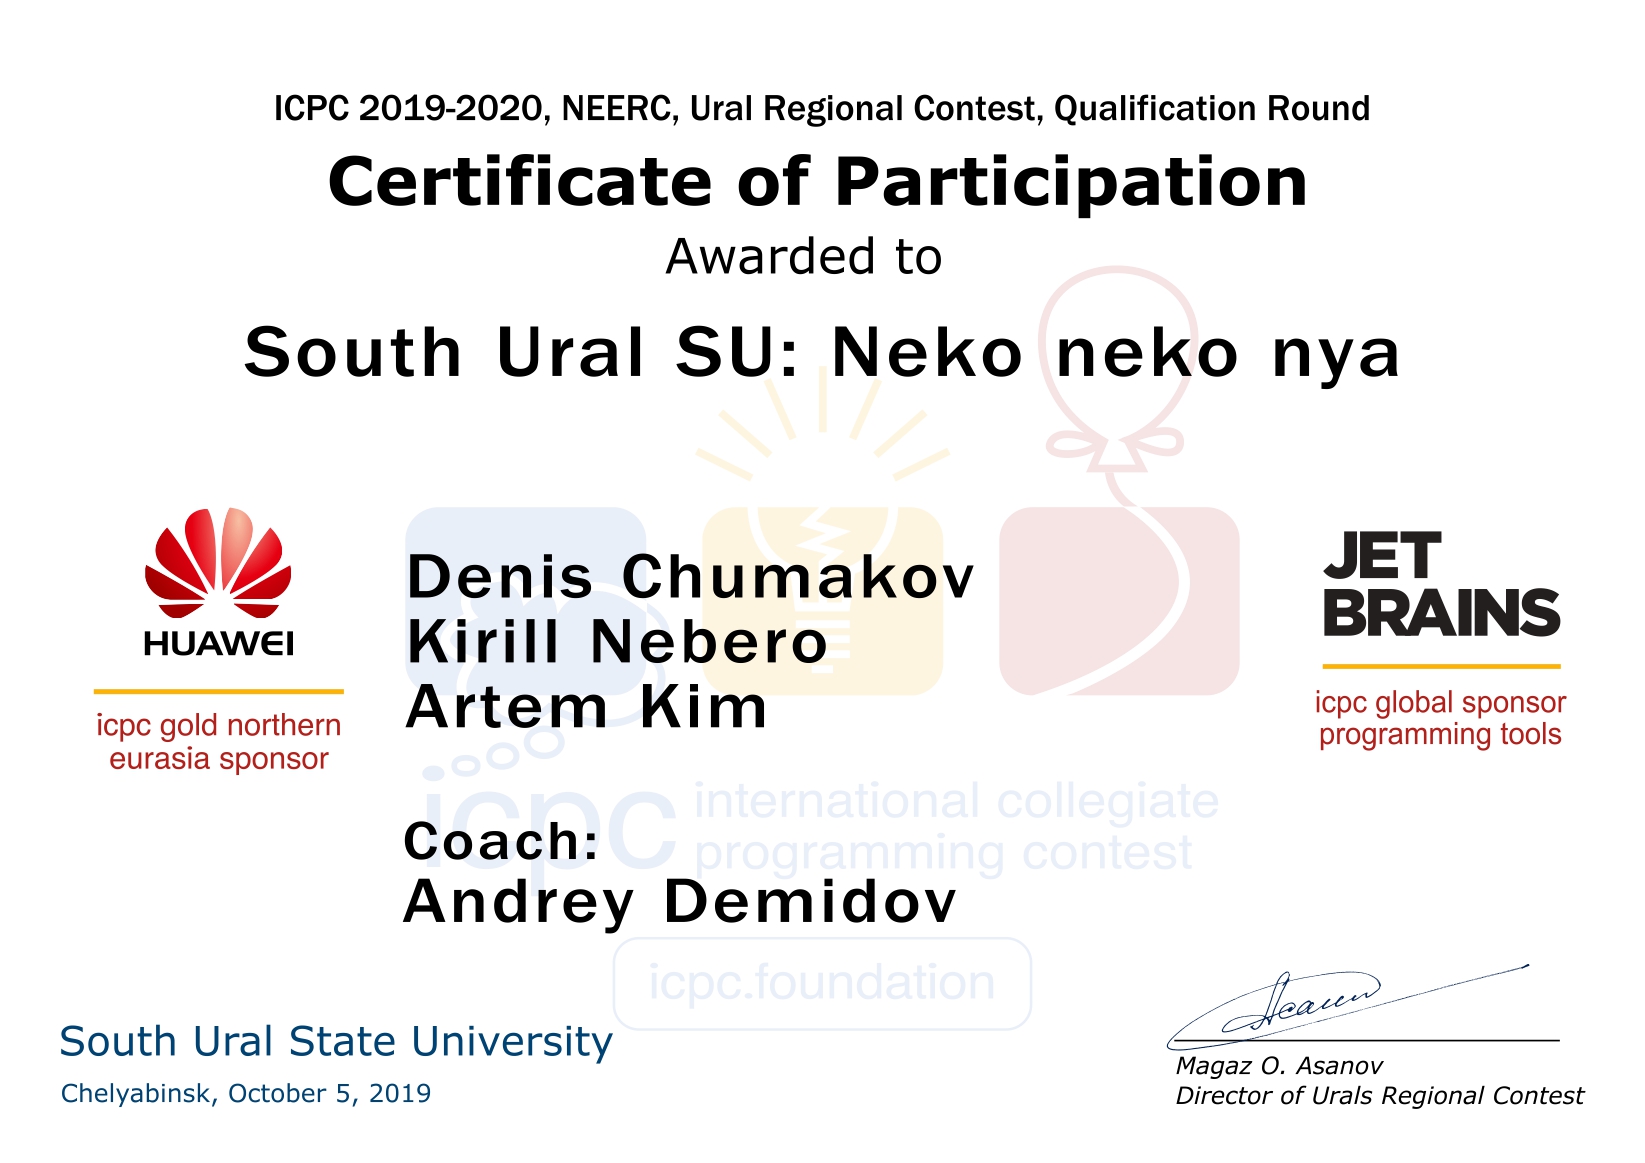 ICPC 2019-2020, NEERC, Ural Regional Contest, Qualification Round
Certificate of Participation
Awarded to
South Ural SU: Neko neko nya
HUAWEI
icpc gold northern
eurasia sponsor
Denis Chumakov
Kirill Nebero
Artem Kim
JET
BRAINS
icpc global sponsor
programming tools
icpc international collegiate
programming contest
Coach:
Andrey Demidov
icpc.foundation
South Ural State University
Chelyabinsk, October 5, 2019
Magaz O. Asanov
Director of Urals Regional Contest